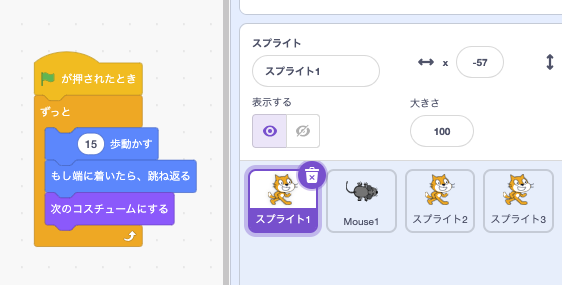 が押されたとき
ずっと
15 歩動かす
もし端に着いたら、跳ね返る
次のコスチュームにする
スプライト
スプライト1
x -57
表示する
大きさ
100
スプライト1
Mouse1
スプライト2
スプライト3